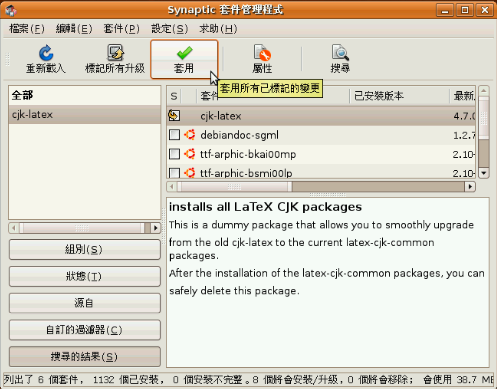 Synaptic 套件管理程式
檔案(F) 編輯(E) 套件(P) 設定(S) 求助(H)
重新載入 標記所有升級 套用 屬性 搜尋
套用所有已標記的變更
全部
cjk-latex
S 套件 已安裝版本 最新
cjk-latex 4.7.0
debiandoc-sgml 1.2.7
ttf-arphic-bkai00mp 2.10-
ttf-arphic-bsmi00lp 2.10-
installs all LaTeX CJK packages
This is a dummy package that allows you to smoothly upgrade
from the old cjk-latex to the current latex-cjk-common
packages.
After the installation of the latex-cjk-common packages, you can
safely delete this package.
組別(S)
狀態(T)
源自
自訂的過濾器(C)
搜尋的結果(S)
列出了 6 個套件， 1132 個已安裝， 0 個安裝不完整。8 個將會安裝/升級，0 個將會移除； 會使用 38.7 M